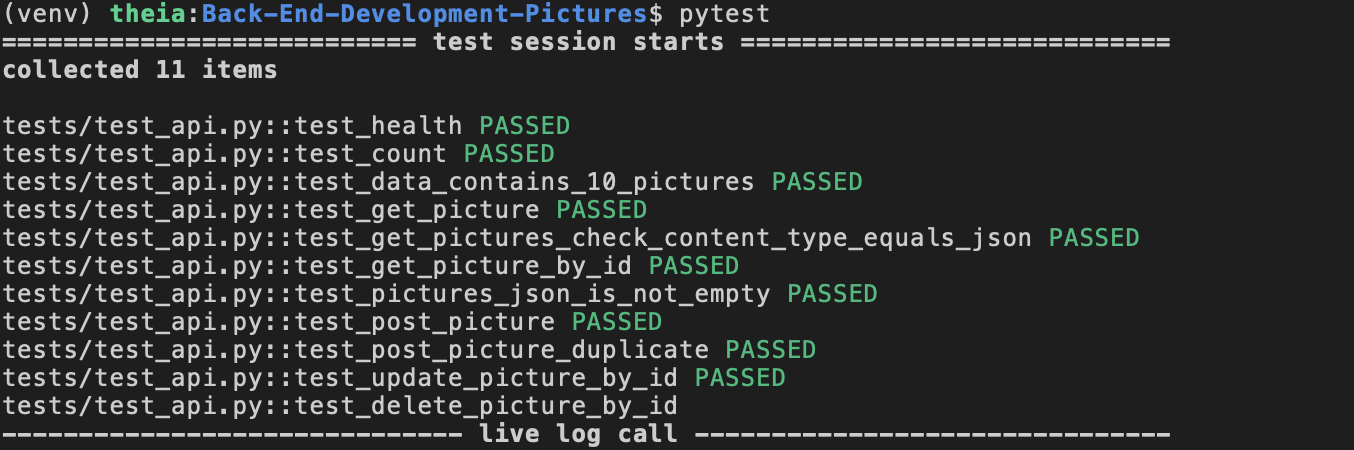 (venv) theia:Back-End-Development-Pictures$ pytest
=========================== test session starts ============================
collected 11 items
tests/test_api.py::test_health PASSED
tests/test_api.py::test_count PASSED
tests/test_api.py::test_data_contains_10_pictures PASSED
tests/test_api.py::test_get_picture PASSED
tests/test_api.py::test_get_pictures_check_content_type_equals_json PASSED
tests/test_api.py::test_get_picture_by_id PASSED
tests/test_api.py::test_pictures_json_is_not_empty PASSED
tests/test_api.py::test_post_picture PASSED
tests/test_api.py::test_post_picture_duplicate PASSED
tests/test_api.py::test_update_picture_by_id PASSED
tests/test_api.py::test_delete_picture_by_id
------------------------------ live log call -------------------------------